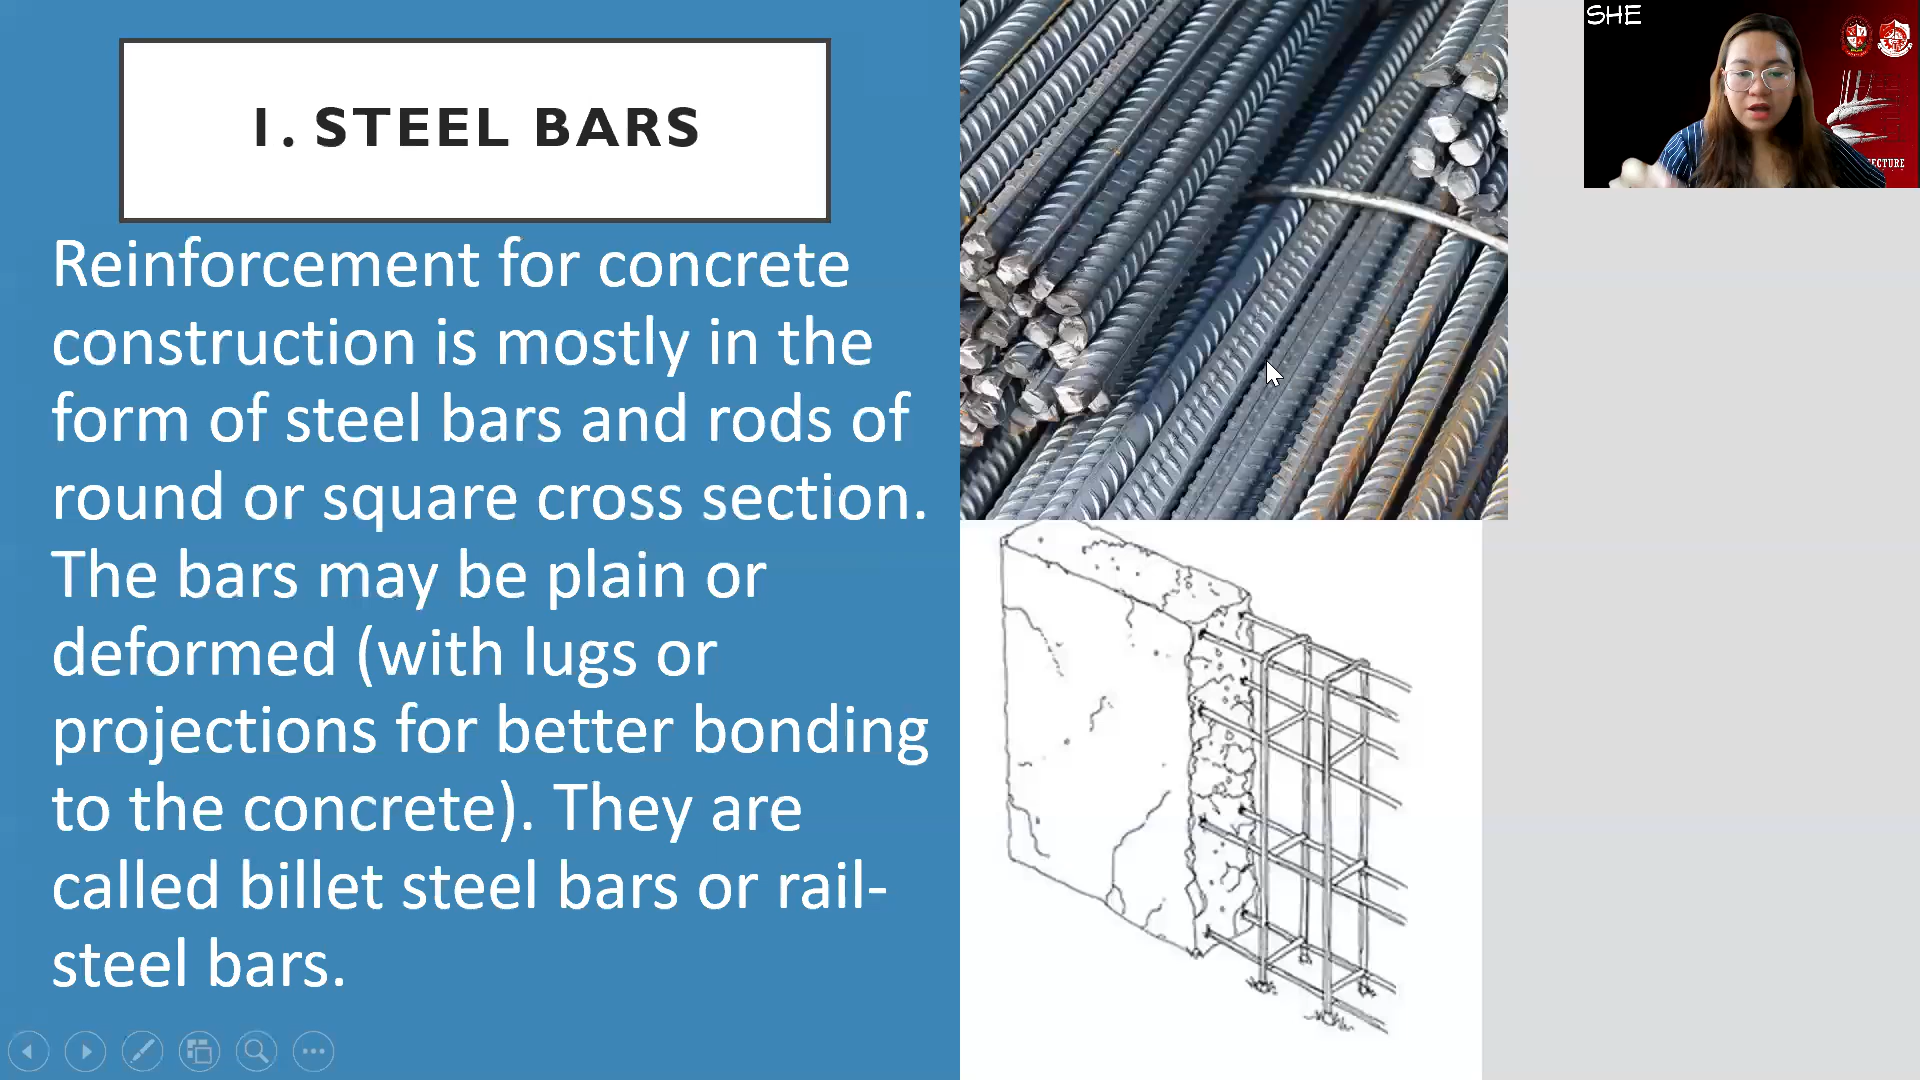 1. STEEL BARS
Reinforcement for concrete
construction is mostly in the
form of steel bars and rods of
round or square cross section.
The bars may be plain or
deformed (with lugs or
projections for better bonding
to the concrete). They are
called billet steel bars or rail-
steel bars.
SHE
ECTURE